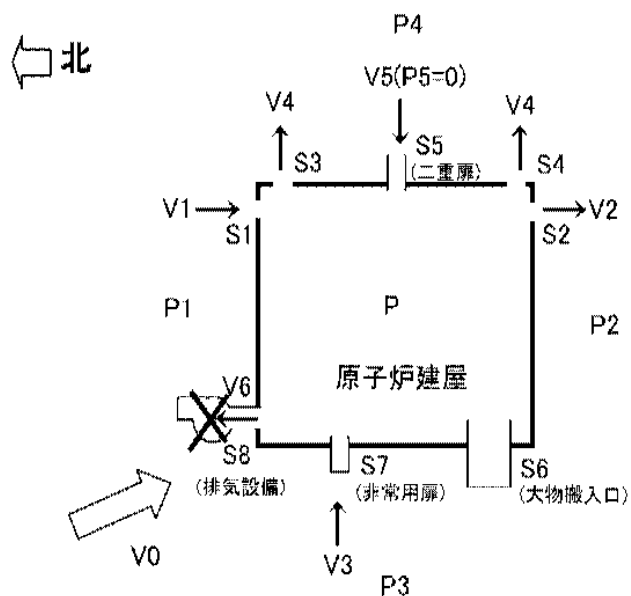 P4
北
V5(P5=0)
V4
V4
S5
(二重扉)
S3
S4
V1
V2
S1
S2
P1
P
P2
原子炉建屋
V6
S8
(排気設備)
S7
(非常用扉)
S6
(大物搬入口)
V0
V3
P3